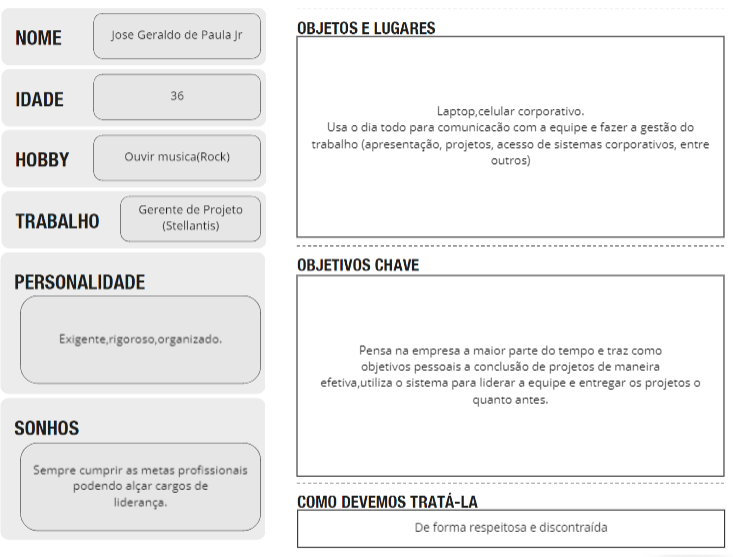 NOME
Jose Geraldo de Paula Jr
IDADE
36
HOBBY
Ouvir musica(Rock)
TRABALHO
Gerente de Projeto
(Stellantis)
PERSONALIDADE
Exigente,rigoroso,organizado.
SONHOS
Sempre cumprir as metas profissionais
podendo alçar cargos de
liderança.
OBJETOS E LUGARES
Laptop,celular corporativo.
Usa o dia todo para comunicacão com a equipe e fazer a gestão do
trabalho (apresentação, projetos, acesso de sistemas corporativos, entre
outros)
OBJETIVOS CHAVE
Pensa na empresa a maior parte do tempo e traz como
objetivos pessoais a conclusão de projetos de maneira
efetiva,utiliza o sistema para liderar a equipe e entregar os projetos o
quanto antes.
COMO DEVEMOS TRATÁ-LA
De forma respeitosa e discontraída